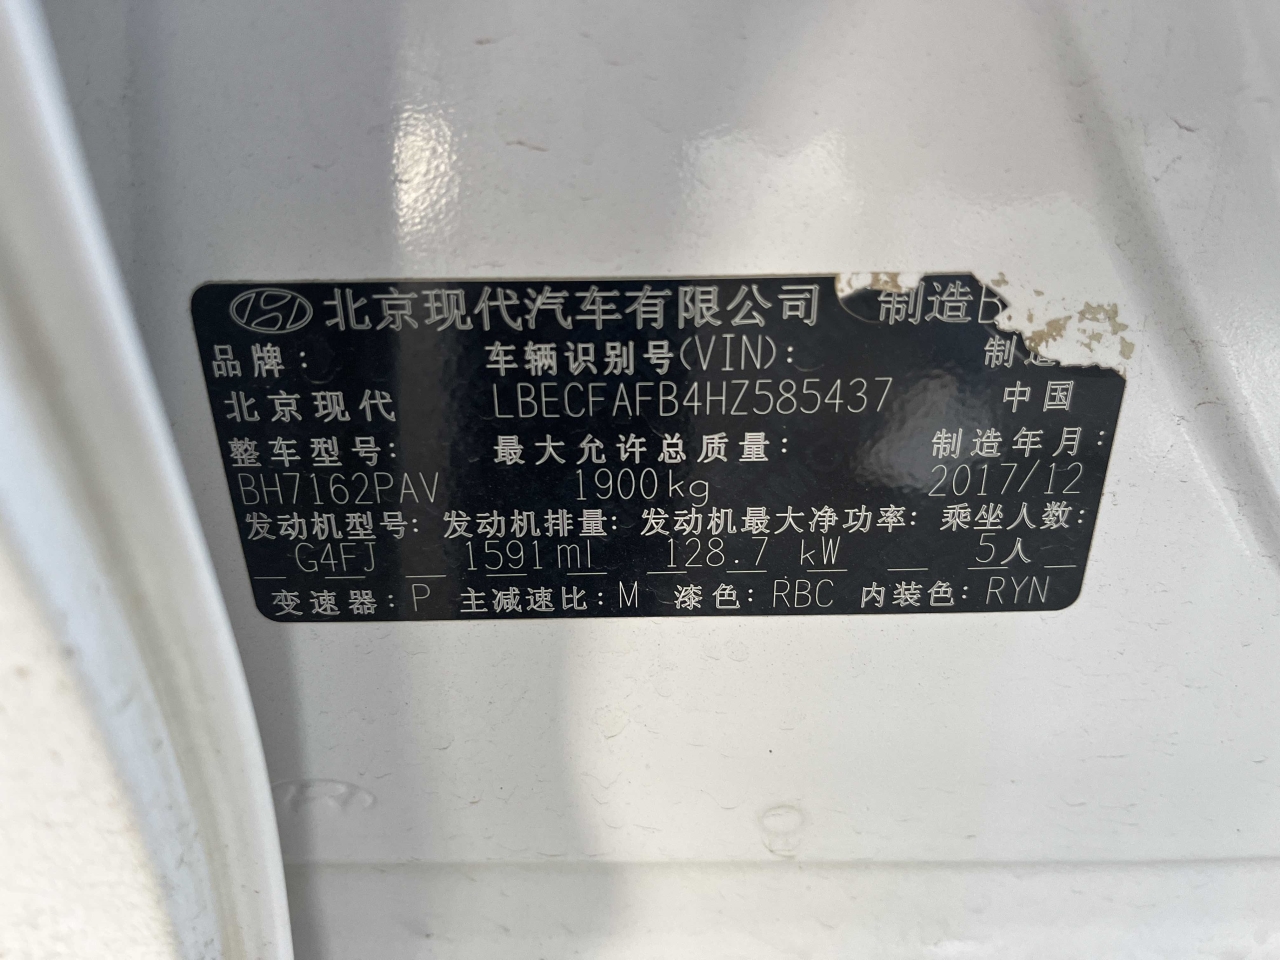 北京现代汽车有限公司 制造B
品牌: 车辆识别号(VIN): 制
北京现代 LBECFAFB4HZ585437 中国
整车型号: 最大允许总质量: 制造年月:
BH7162PAV 1900kg 2017/12
发动机型号: 发动机排量: 发动机最大净功率: 乘坐人数:
G4FJ 1591ml 128.7 kW 5人
变速器: P 主减速比: M 漆色: RBC 内装色: RYN